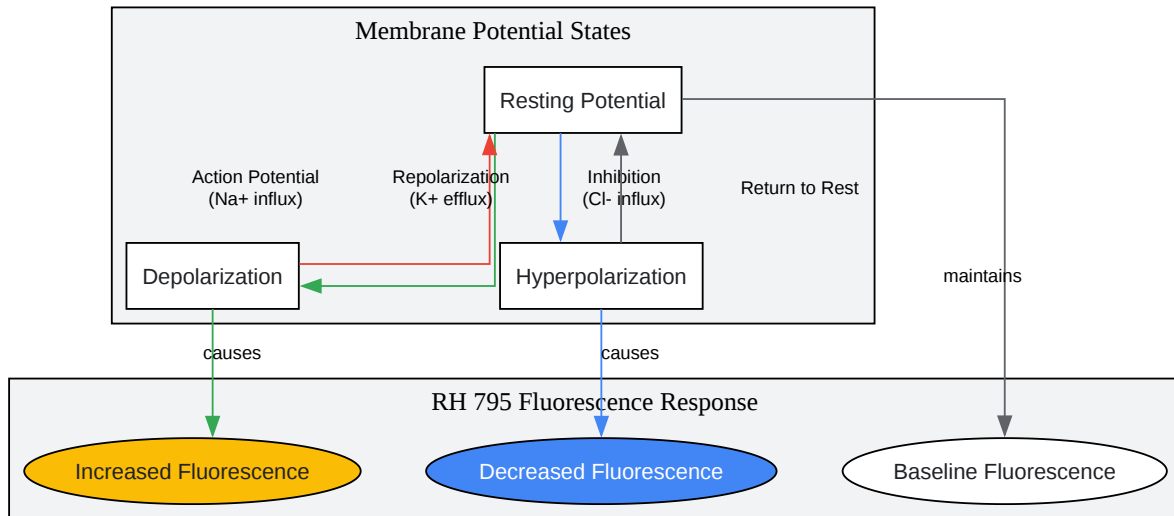 Membrane Potential States
Resting Potential
Action Potential
(Na+ influx)
Repolarization
(K+ efflux)
Inhibition
(Cl- influx)
Return to Rest
Depolarization
Hyperpolarization
maintains
causes
causes
RH 795 Fluorescence Response
Increased Fluorescence
Decreased Fluorescence
Baseline Fluorescence